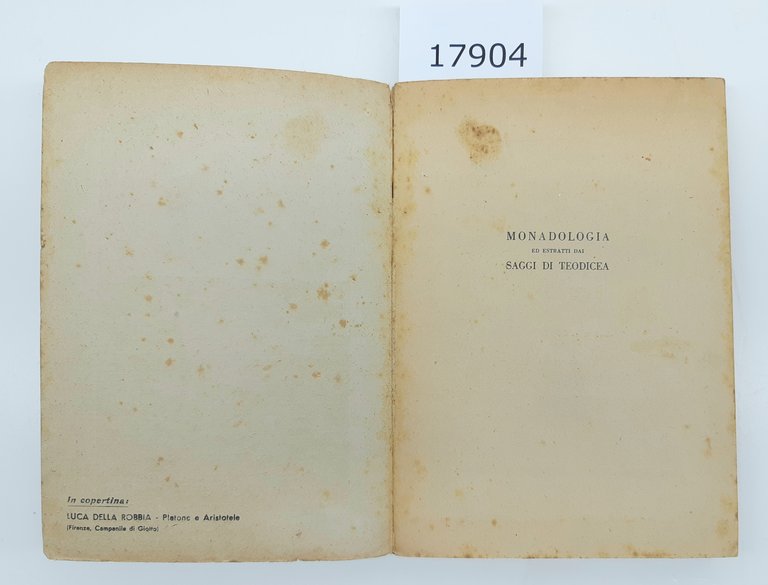 17904
MONADOLOGIA
ED ESTRATTI DAI
SAGGI DI TEODICEA
In copertina:
LUCA DELLA ROBBIA - Platone e Aristotele
(Firenze, Campanile di Giotto)